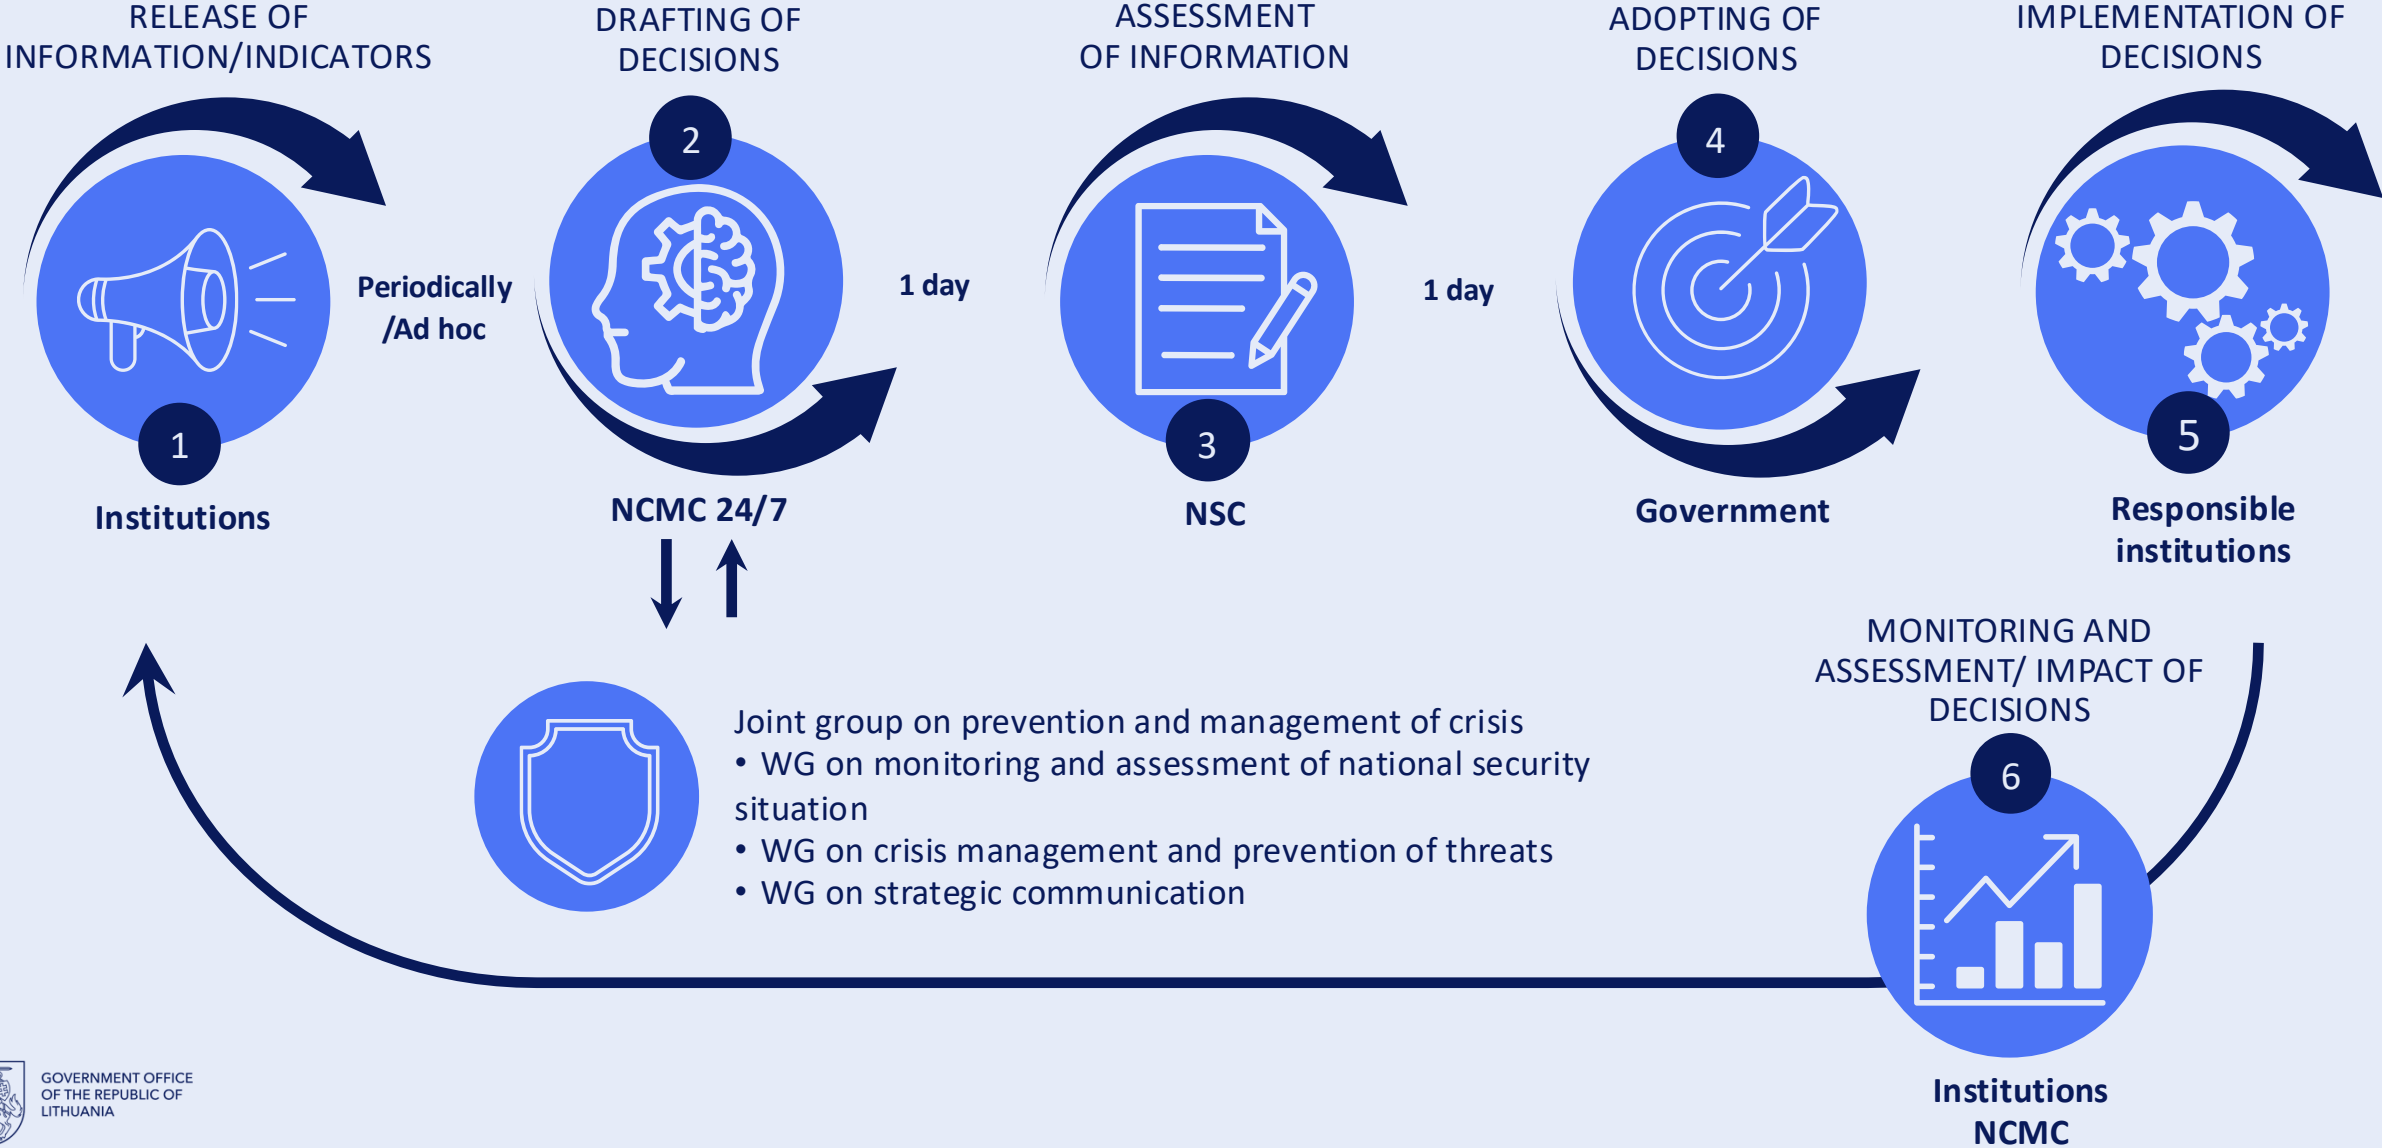 RELEASE OF
INFORMATION/INDICATORS
DRAFTING OF
DECISIONS
ASSESSMENT
OF INFORMATION
ADOPTING OF
DECISIONS
IMPLEMENTATION OF
DECISIONS
1
Institutions
Periodically
/Ad hoc
2
NCMC 24/7
1 day
3
NSC
1 day
4
Government
5
Responsible
institutions
Joint group on prevention and management of crisis
• WG on monitoring and assessment of national security
situation
• WG on crisis management and prevention of threats
• WG on strategic communication
MONITORING AND
ASSESSMENT/ IMPACT OF
DECISIONS
6
Institutions
NCMC
GOVERNMENT OFFICE
OF THE REPUBLIC OF
LITHUANIA